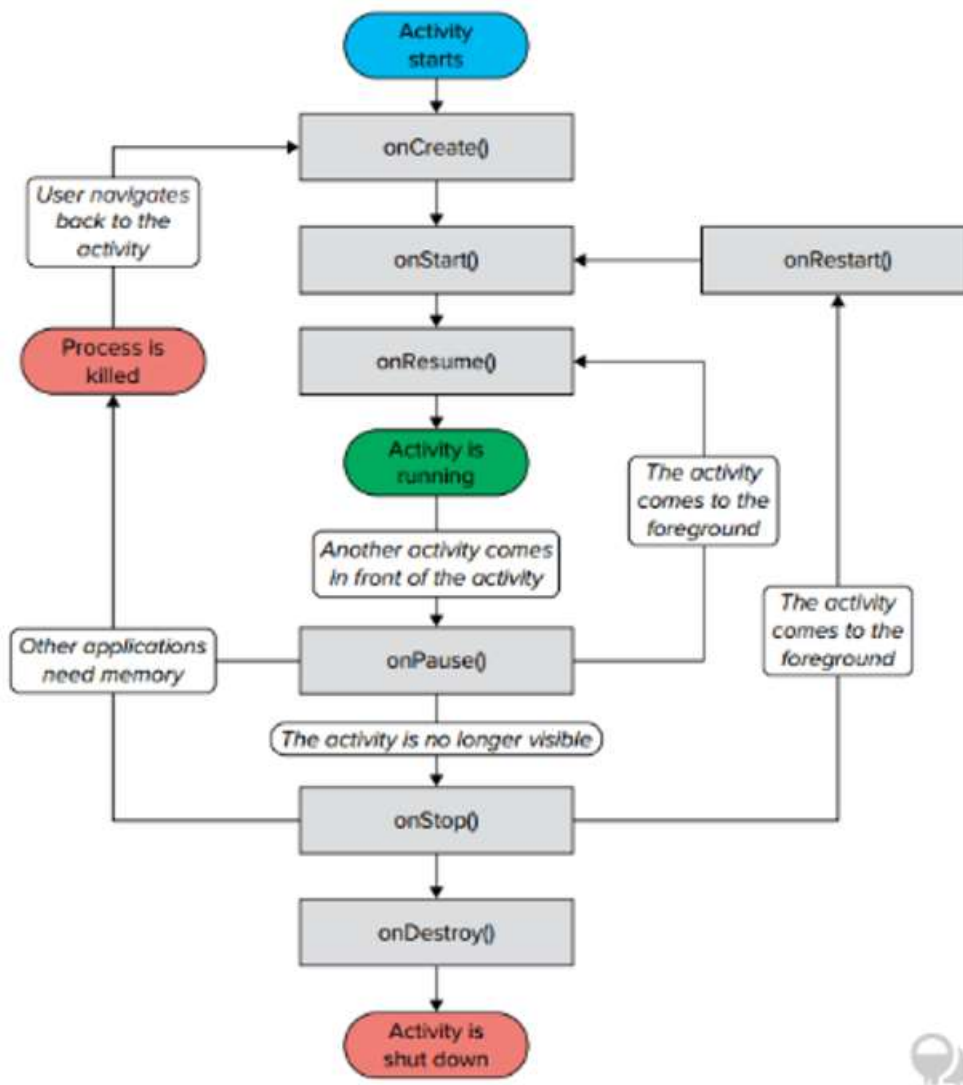 Activity
starts
onCreate()
User navigates
back to the
activity
onStart()
onRestart()
Process is
killed
onResume()
Activity is
running
The activity
comes to the
foreground
Another activity comes
in front of the activity
The activity
comes to the
foreground
Other applications
need memory
onPause()
The activity is no longer visible
onStop()
onDestroy()
Activity is
shut down